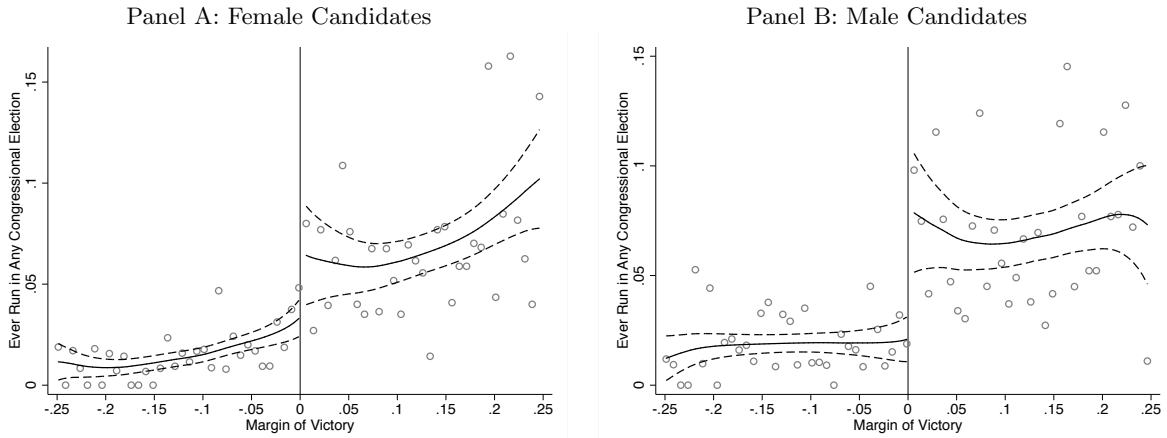 Panel A: Female Candidates
Ever Run in Any Congressional Election
.15
.1
.05
0
-.25 -.2 -.15 -.1 -.05 0 .05 .1 .15 .2 .25
Margin of Victory
Panel B: Male Candidates
Ever Run in Any Congressional Election
.15
.1
.05
0
-.25 -.2 -.15 -.1 -.05 0 .05 .1 .15 .2 .25
Margin of Victory